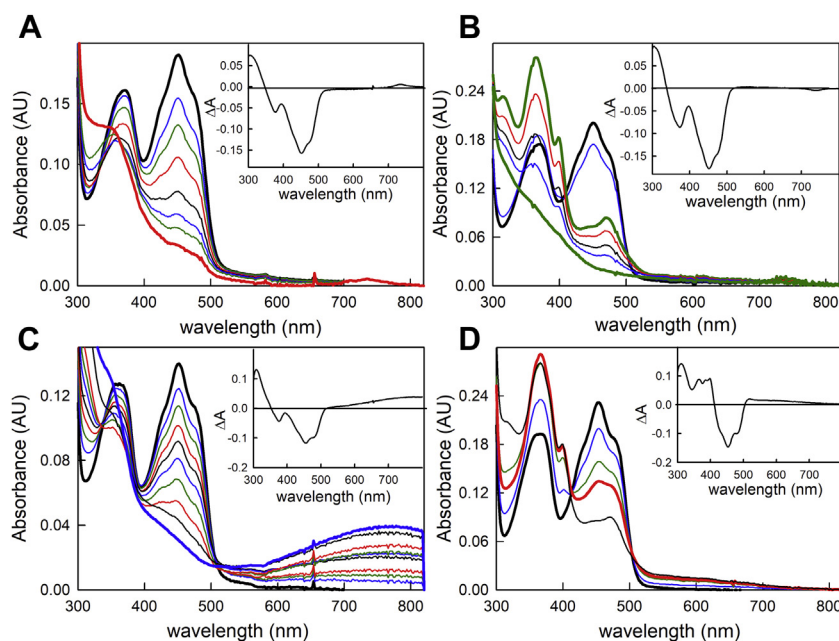 A
B
0.15
0.10
0.05
0.00
Absorbance (AU)
300 400 500 600 700 800
wavelength (nm)
0.05
0.00
-0.05
-0.10
-0.15
ΔA
300 400 500 600 700
wavelength (nm)
0.30
0.24
0.18
0.12
0.06
0.00
Absorbance (AU)
300 400 500 600 700 800
wavelength (nm)
0.05
0.00
-0.05
-0.10
-0.15
ΔA
300 400 500 600 700
wavelength (nm)
C
D
0.12
0.08
0.04
0.00
Absorbance (AU)
300 400 500 600 700 800
wavelength (nm)
0.1
0.0
-0.1
-0.2
ΔA
300 400 500 600 700
wavelength (nm)
0.28
0.24
0.18
0.12
0.06
0.00
Absorbance (AU)
300 400 500 600 700 800
wavelength (nm)
0.1
0.0
-0.1
-0.2
ΔA
300 400 500 600 700
wavelength (nm)